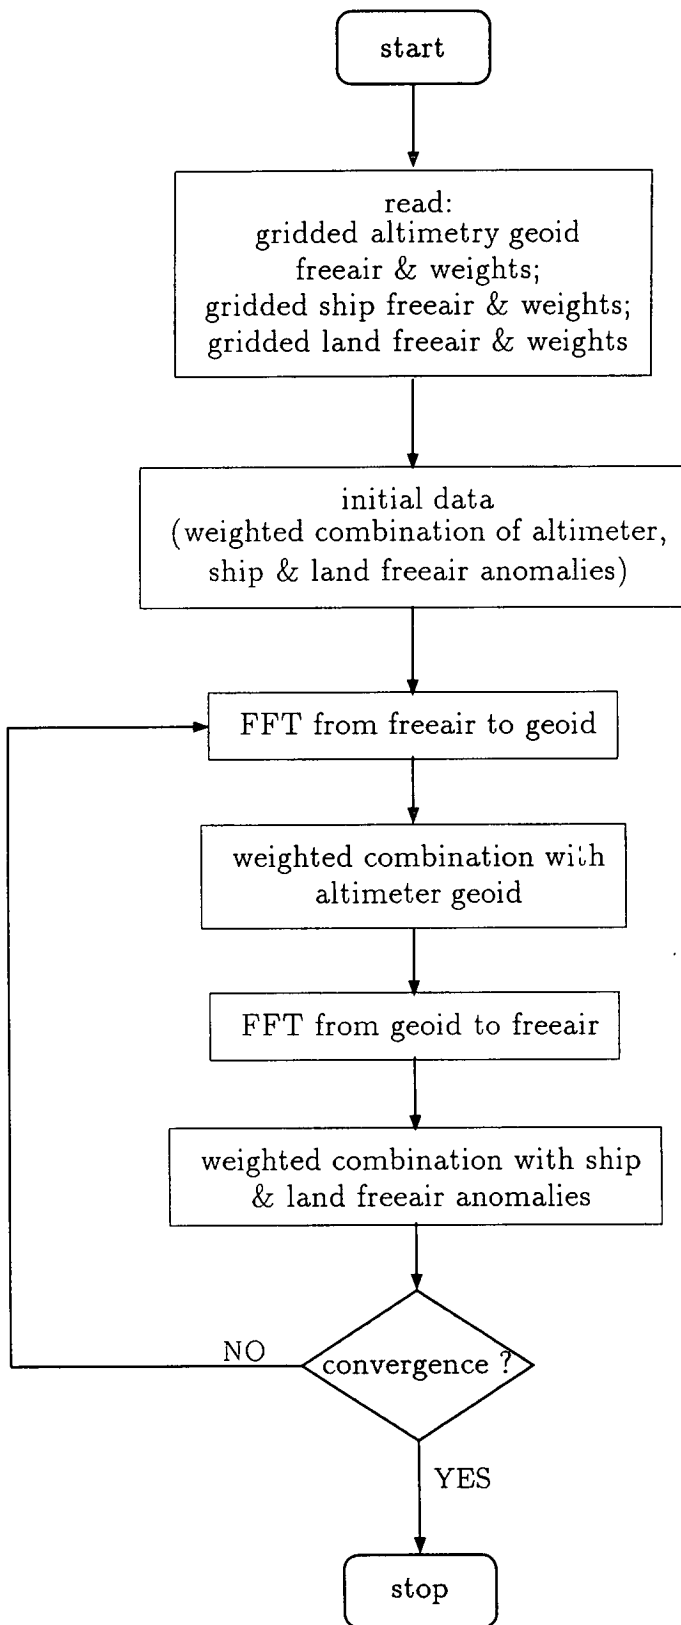 start
read:
gridded altimetry geoid
freeair & weights;
gridded ship freeair & weights;
gridded land freeair & weights
initial data
(weighted combination of altimeter,
ship & land freeair anomalies)
FFT from freeair to geoid
weighted combination with
altimeter geoid
FFT from geoid to freeair
weighted combination with ship
& land freeair anomalies
NO
convergence ?
YES
stop